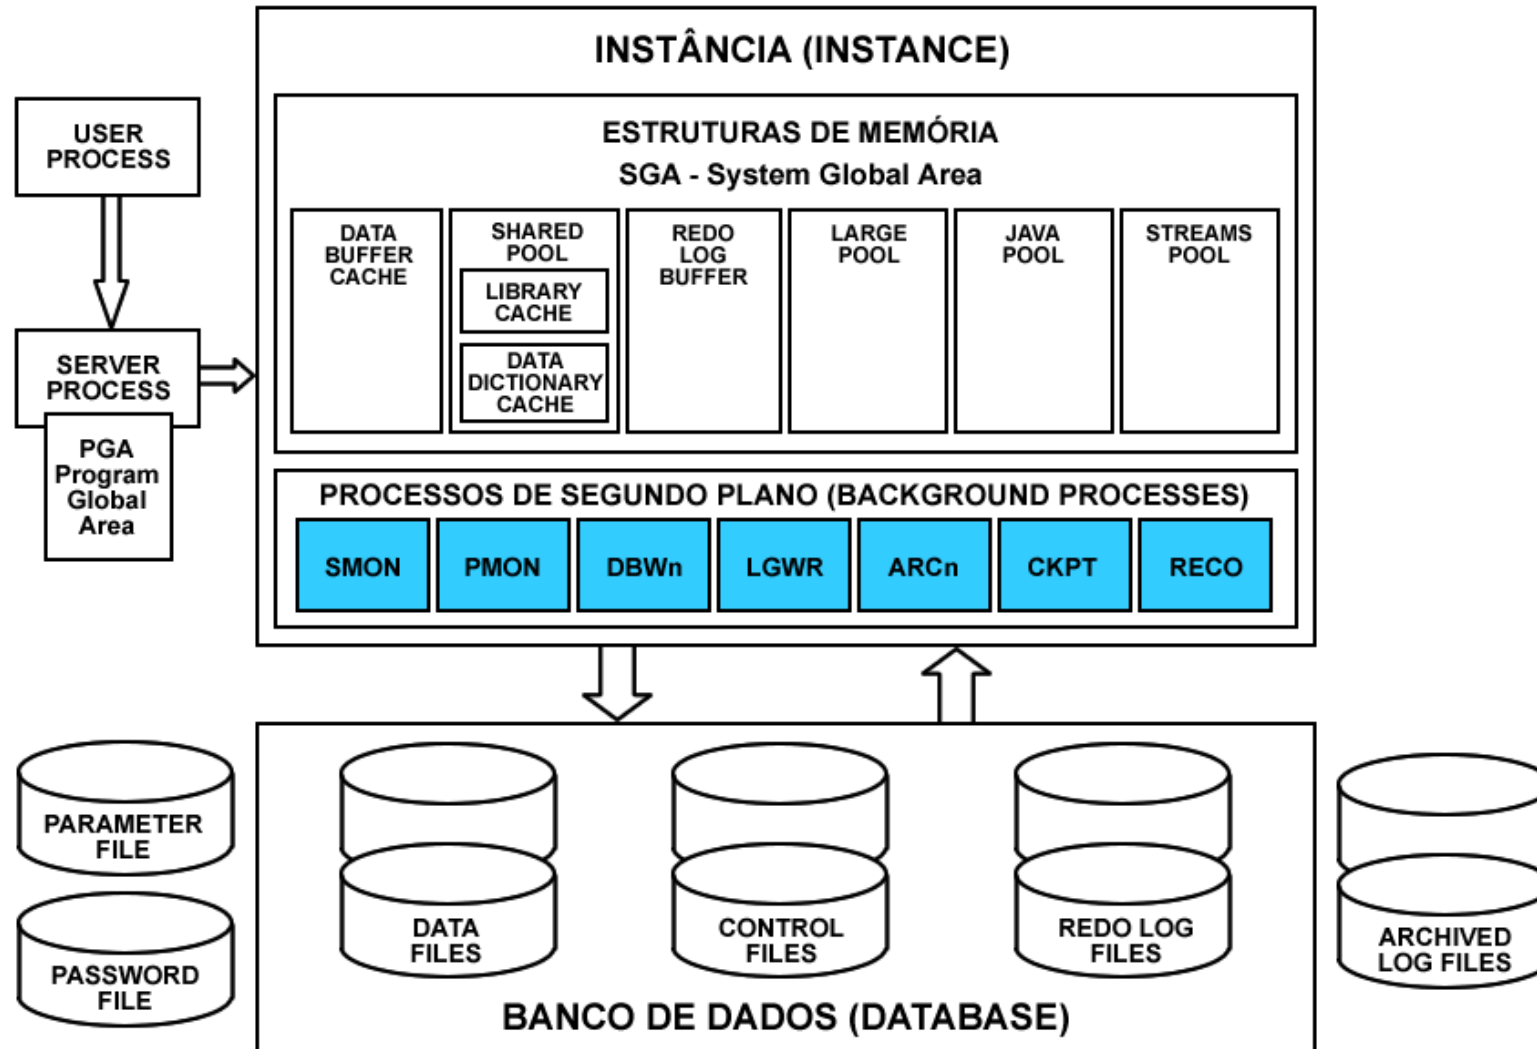 INSTÂNCIA (INSTANCE)
USER
PROCESS
SERVER
PROCESS
PGA
Program
Global
Area
ESTRUTURAS DE MEMÓRIA
SGA - System Global Area
DATA
BUFFER
CACHE
SHARED
POOL
LIBRARY
CACHE
DATA
DICTIONARY
CACHE
REDO
LOG
BUFFER
LARGE
POOL
JAVA
POOL
STREAMS
POOL
PROCESSOS DE SEGUNDO PLANO (BACKGROUND PROCESSES)
SMON
PMON
DBWn
LGWR
ARCn
CKPT
RECO
PARAMETER
FILE
PASSWORD
FILE
DATA
FILES
CONTROL
FILES
REDO LOG
FILES
ARCHIVED
LOG FILES
BANCO DE DADOS (DATABASE)